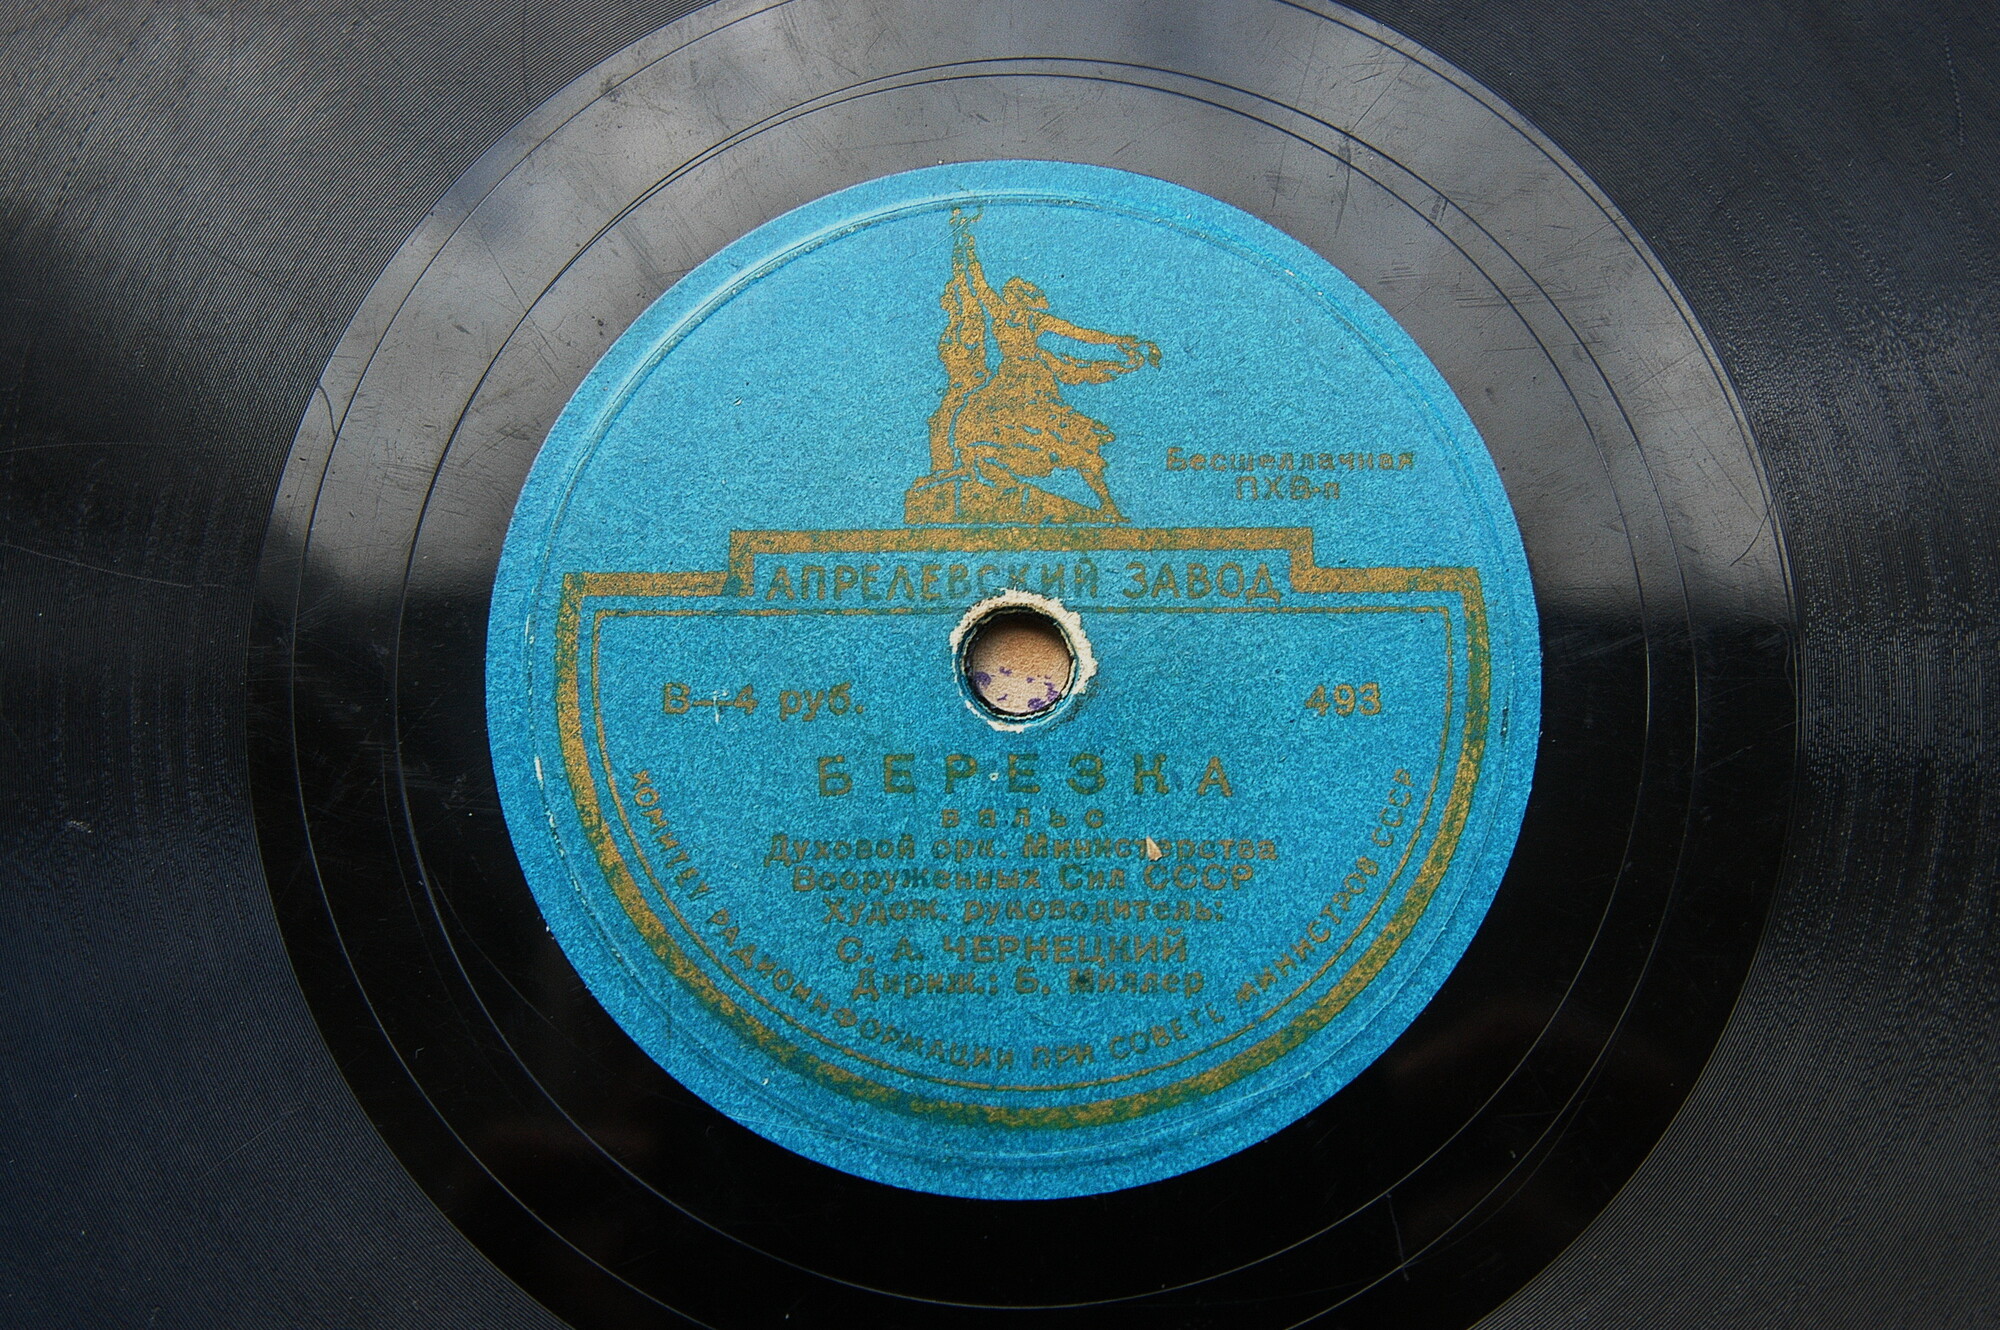 Бесшеллачная
ПХВ-п
АПРЕЛЕВСКИЙ ЗАВОД
В—4 руб.
493
БЕРЕЗКА
вальс
Духовой орк. Министерства
Вооруженных Сил СССР
Худож. руководитель:
С. А. ЧЕРНЕЦКИЙ
Дириж.: Б. Миллер
КОМИТЕТ РАДИОИНФОРМАЦИИ ПРИ СОВЕТЕ МИНИСТРОВ СССР